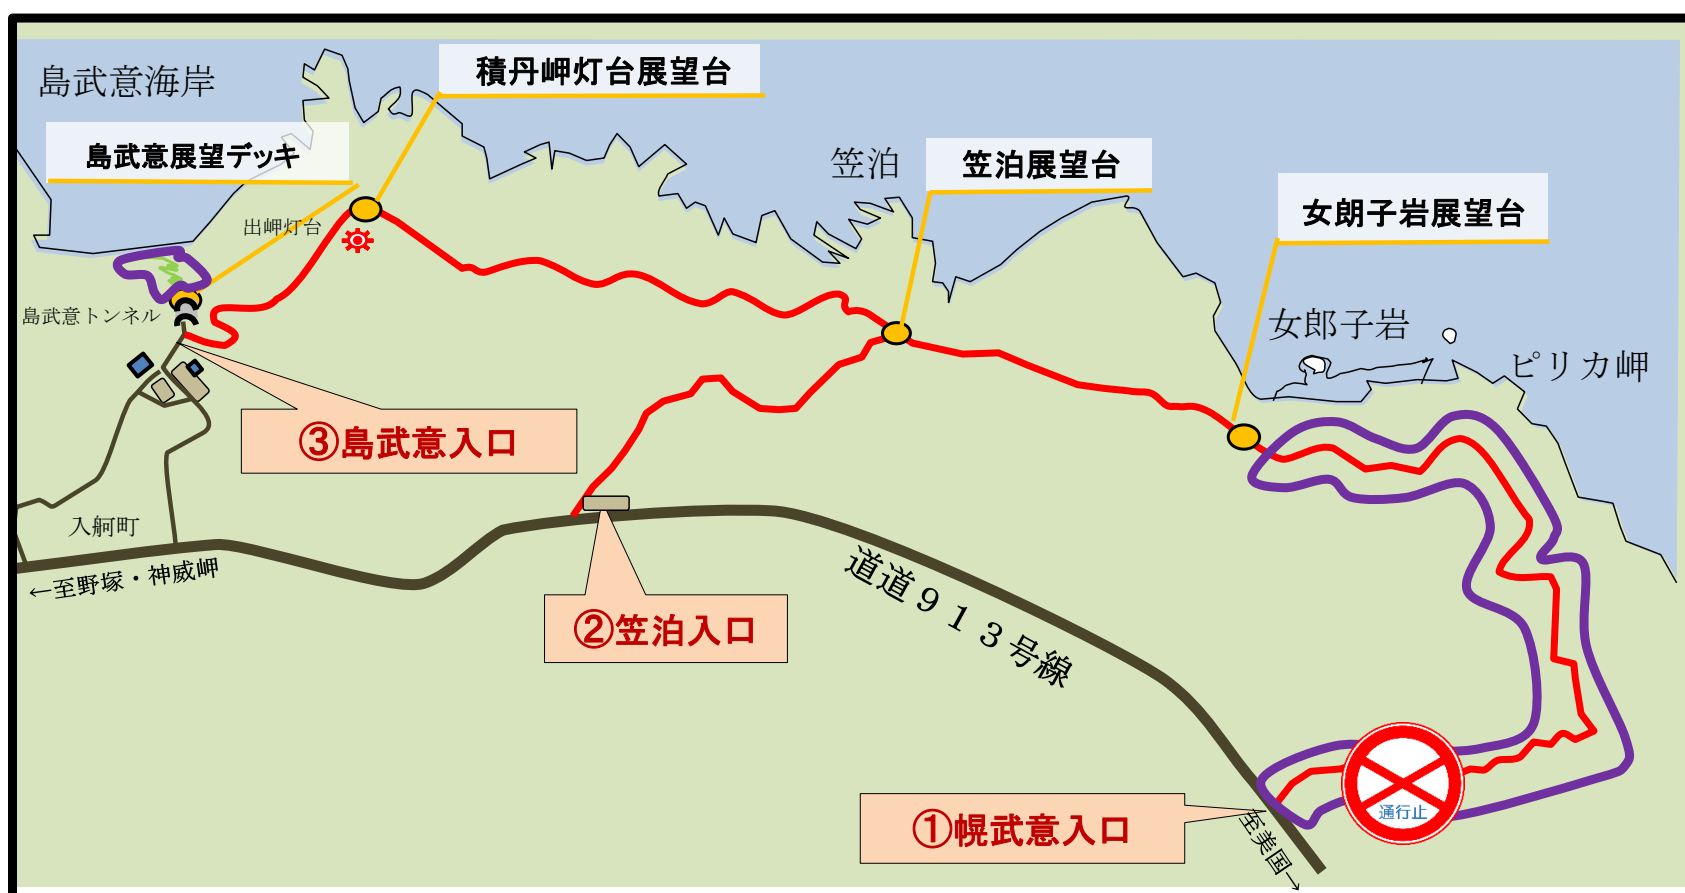 島武意海岸
積丹岬灯台展望台
島武意展望デッキ
笠泊
笠泊展望台
女朗子岩展望台
出岬灯台
島武意トンネル
女郎子岩
ピリカ岬
③島武意入口
入舸町
←至野塚・神威岬
②笠泊入口
道道913号線
①幌武意入口
通行止
至美国→